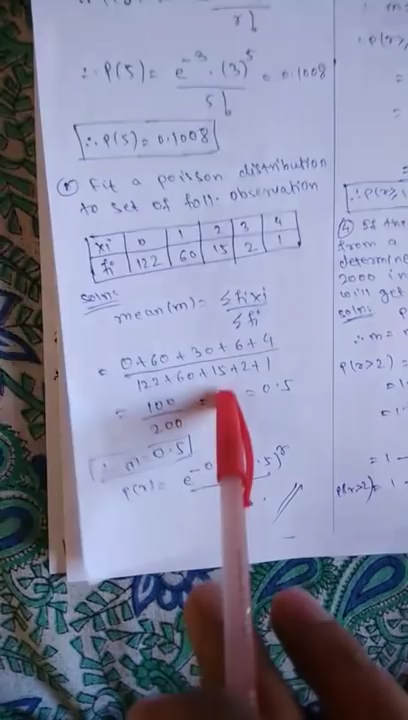 r!
∴ P(5) = e^-3 · (3)^5 = 0.1008
5!
∴ P(5) = 0.1008
Fit a poisson distribution
to set of foll. observation
xi 0 1 2 3 4
fi 122 60 15 2 1
soln:
mean(m) = Σfixi
Σfi
= 0+60+30+6+4
122+60+15+2+1
= 100 = = 0.5
200
∴ m = 0.5
P(r) = e^-0 .5)^r
∴ P(r≥
④ If the
from a
determine
2000 in
will get
soln:
∴ m =
P(r>2) =
= 1 -
P(r>2) = 1 -